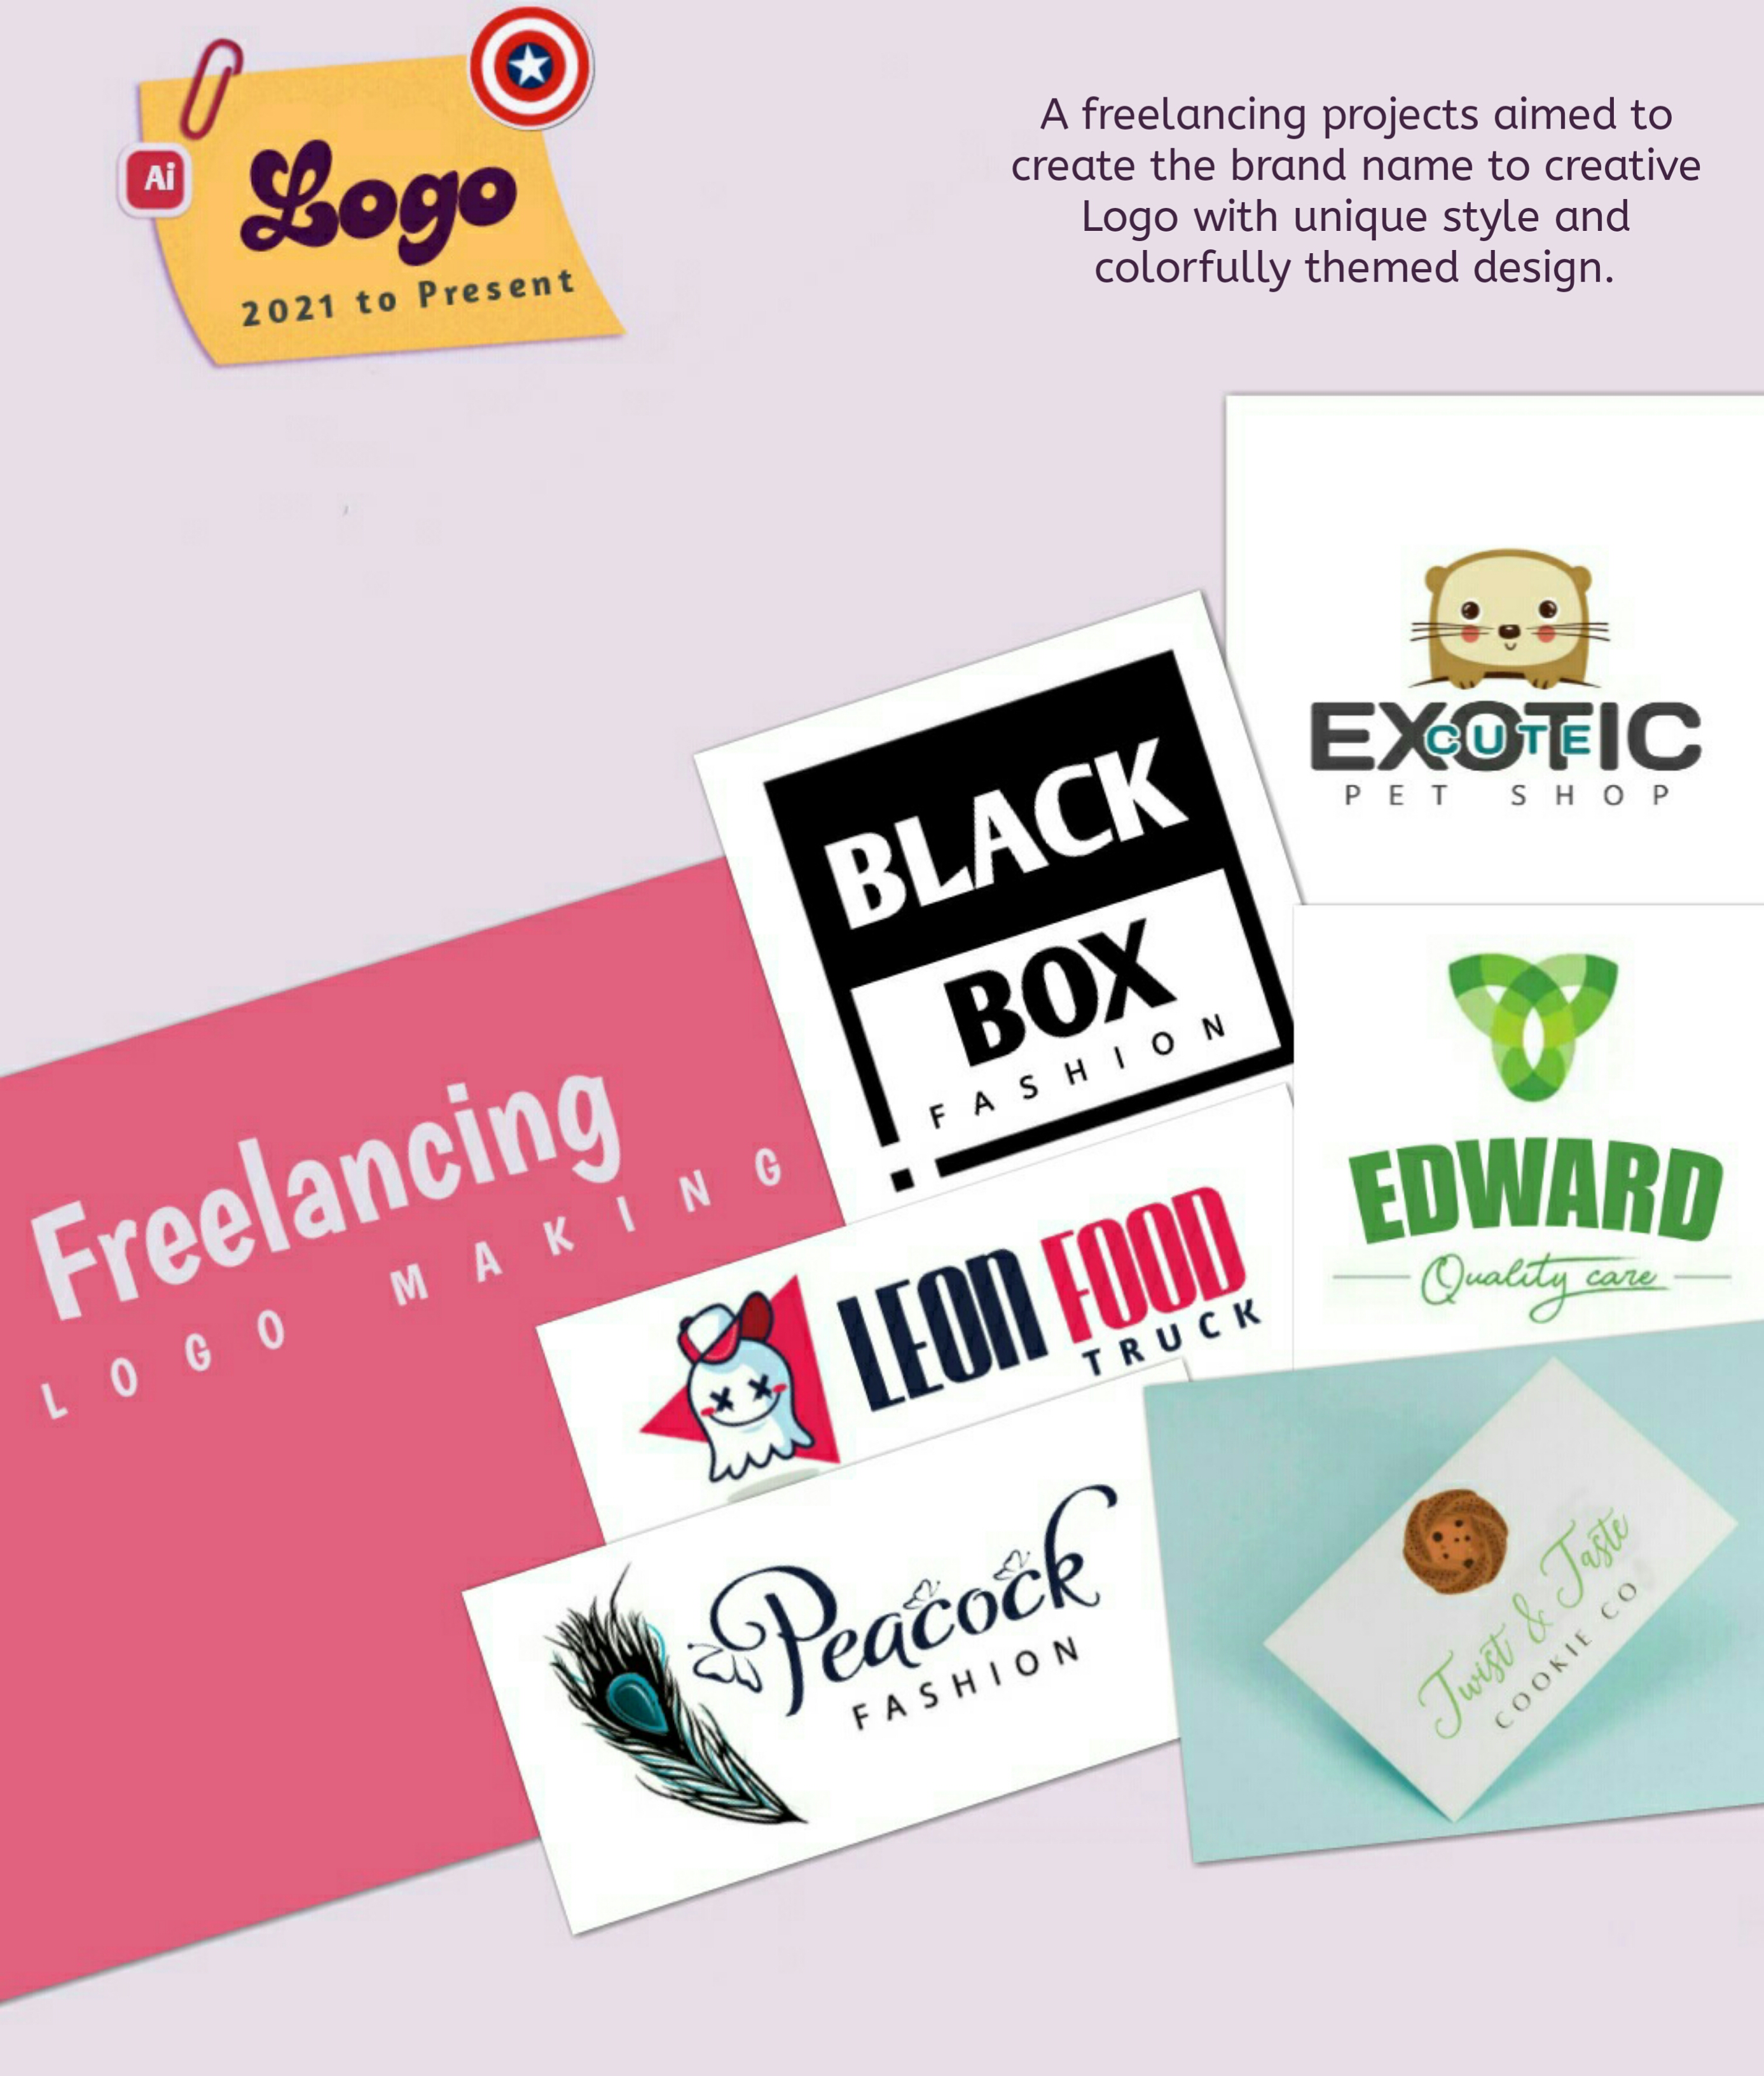 Ai
Logo
2021 to Present
A freelancing projects aimed to
create the brand name to creative
Logo with unique style and
colorfully themed design.
EXOTIC
CUTE
PET SHOP
BLACK
BOX
FASHION
EDWARD
Quality care
Freelancing
LOGO MAKING
LEON FOOD
TRUCK
Peacock
FASHION
Twist & Taste
COOKIE CO